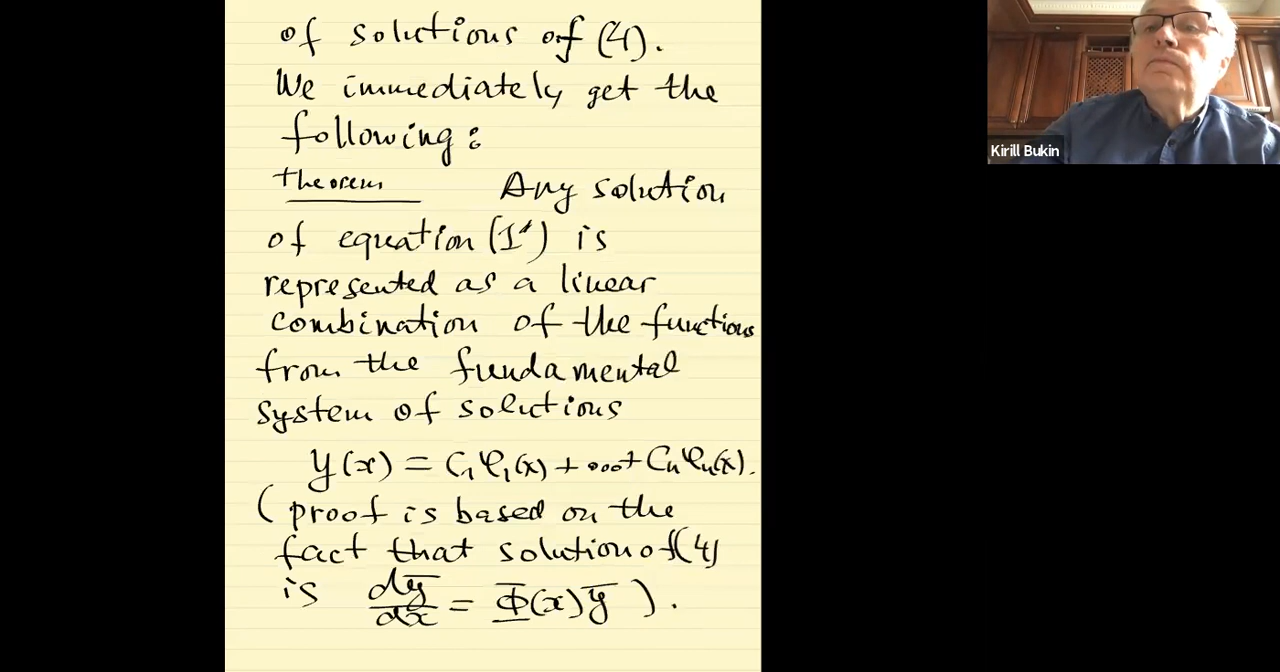 of solutions of (4).
We immediately get the
following:
Theorem Any solution
of equation (1') is
represented as a linear
combination of the functions
from the fundamental
system of solutions
y(x) = C₁φ₁(x) + ... + Cₙφₙ(x).
(proof is based on the
fact that solution of (4)
is dȳ/dx = Φ(x)ȳ ).
Kirill Bukin